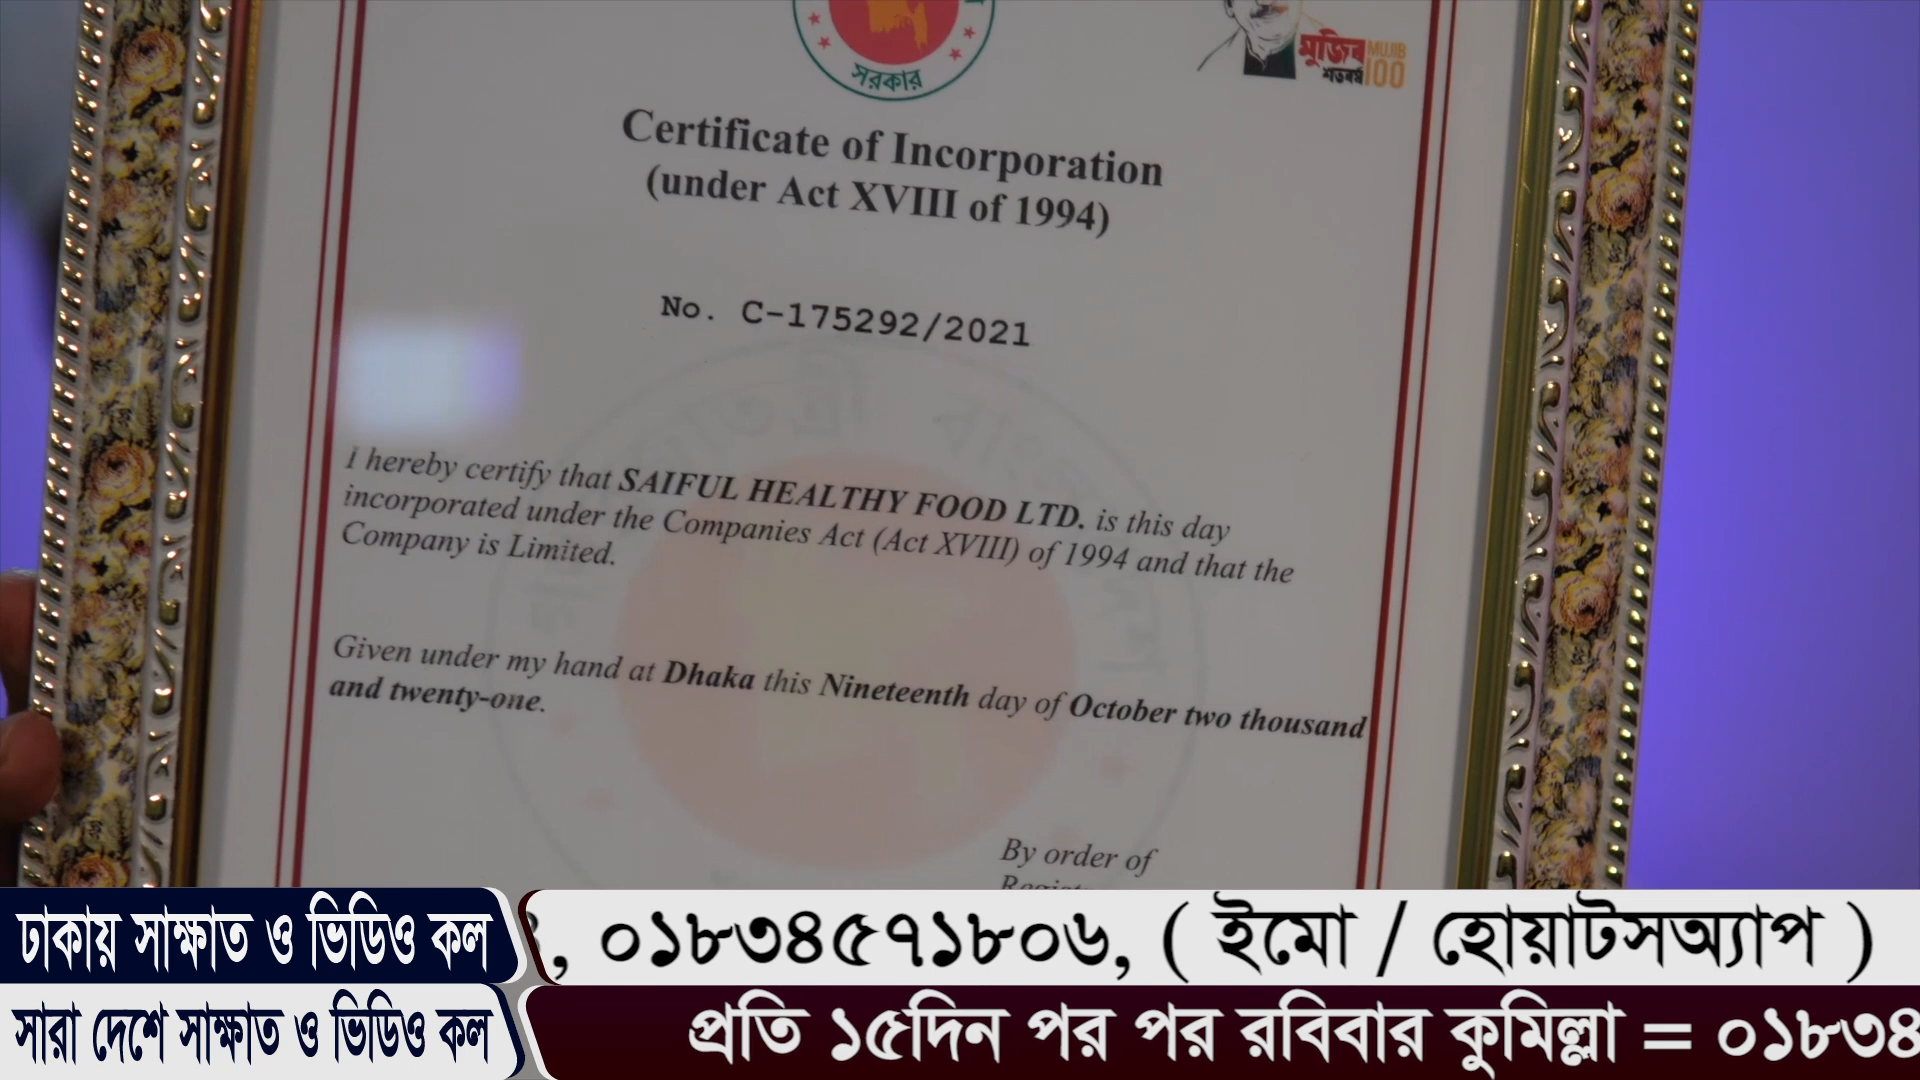 সরকার
মুজিব MUJIB
শতবর্ষ 100
Certificate of Incorporation
(under Act XVIII of 1994)
No. C-175292/2021
I hereby certify that SAIFUL HEALTHY FOOD LTD. is this day
incorporated under the Companies Act (Act XVIII) of 1994 and that the
Company is Limited.
Given under my hand at Dhaka this Nineteenth day of October two thousand
and twenty-one.
By order of
ঢাকায় সাক্ষাত ও ভিডিও কল
, ০১৮৩৪৫৭১৮০৬, ( ইমো / হোয়াটসঅ্যাপ )
সারা দেশে সাক্ষাত ও ভিডিও কল
প্রতি ১৫দিন পর পর রবিবার কুমিল্লা = ০১৮৩৪